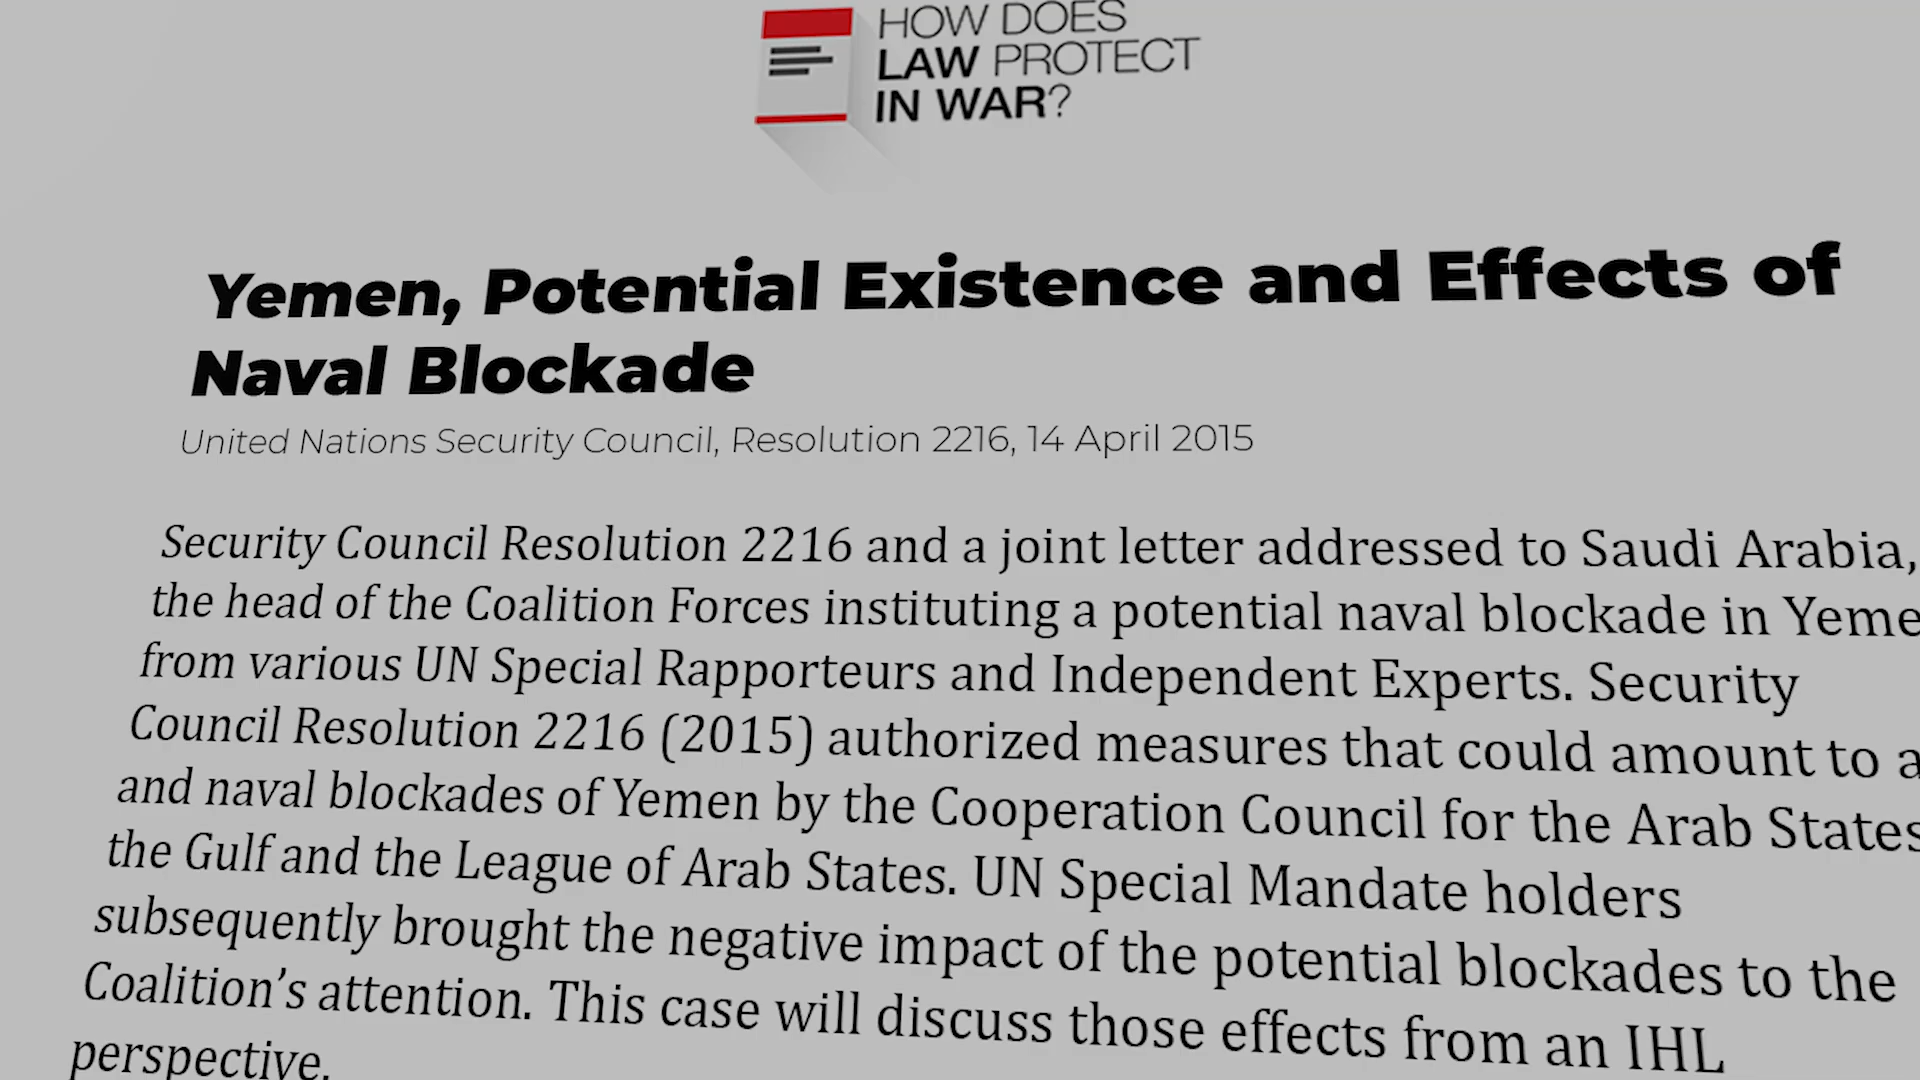 HOW DOES
LAW PROTECT
IN WAR?
Yemen, Potential Existence and Effects of
Naval Blockade
United Nations Security Council, Resolution 2216, 14 April 2015
Security Council Resolution 2216 and a joint letter addressed to Saudi Arabia,
the head of the Coalition Forces instituting a potential naval blockade in Yeme
from various UN Special Rapporteurs and Independent Experts. Security
Council Resolution 2216 (2015) authorized measures that could amount to a
and naval blockades of Yemen by the Cooperation Council for the Arab States
the Gulf and the League of Arab States. UN Special Mandate holders
subsequently brought the negative impact of the potential blockades to the
Coalition’s attention. This case will discuss those effects from an IHL
perspective.